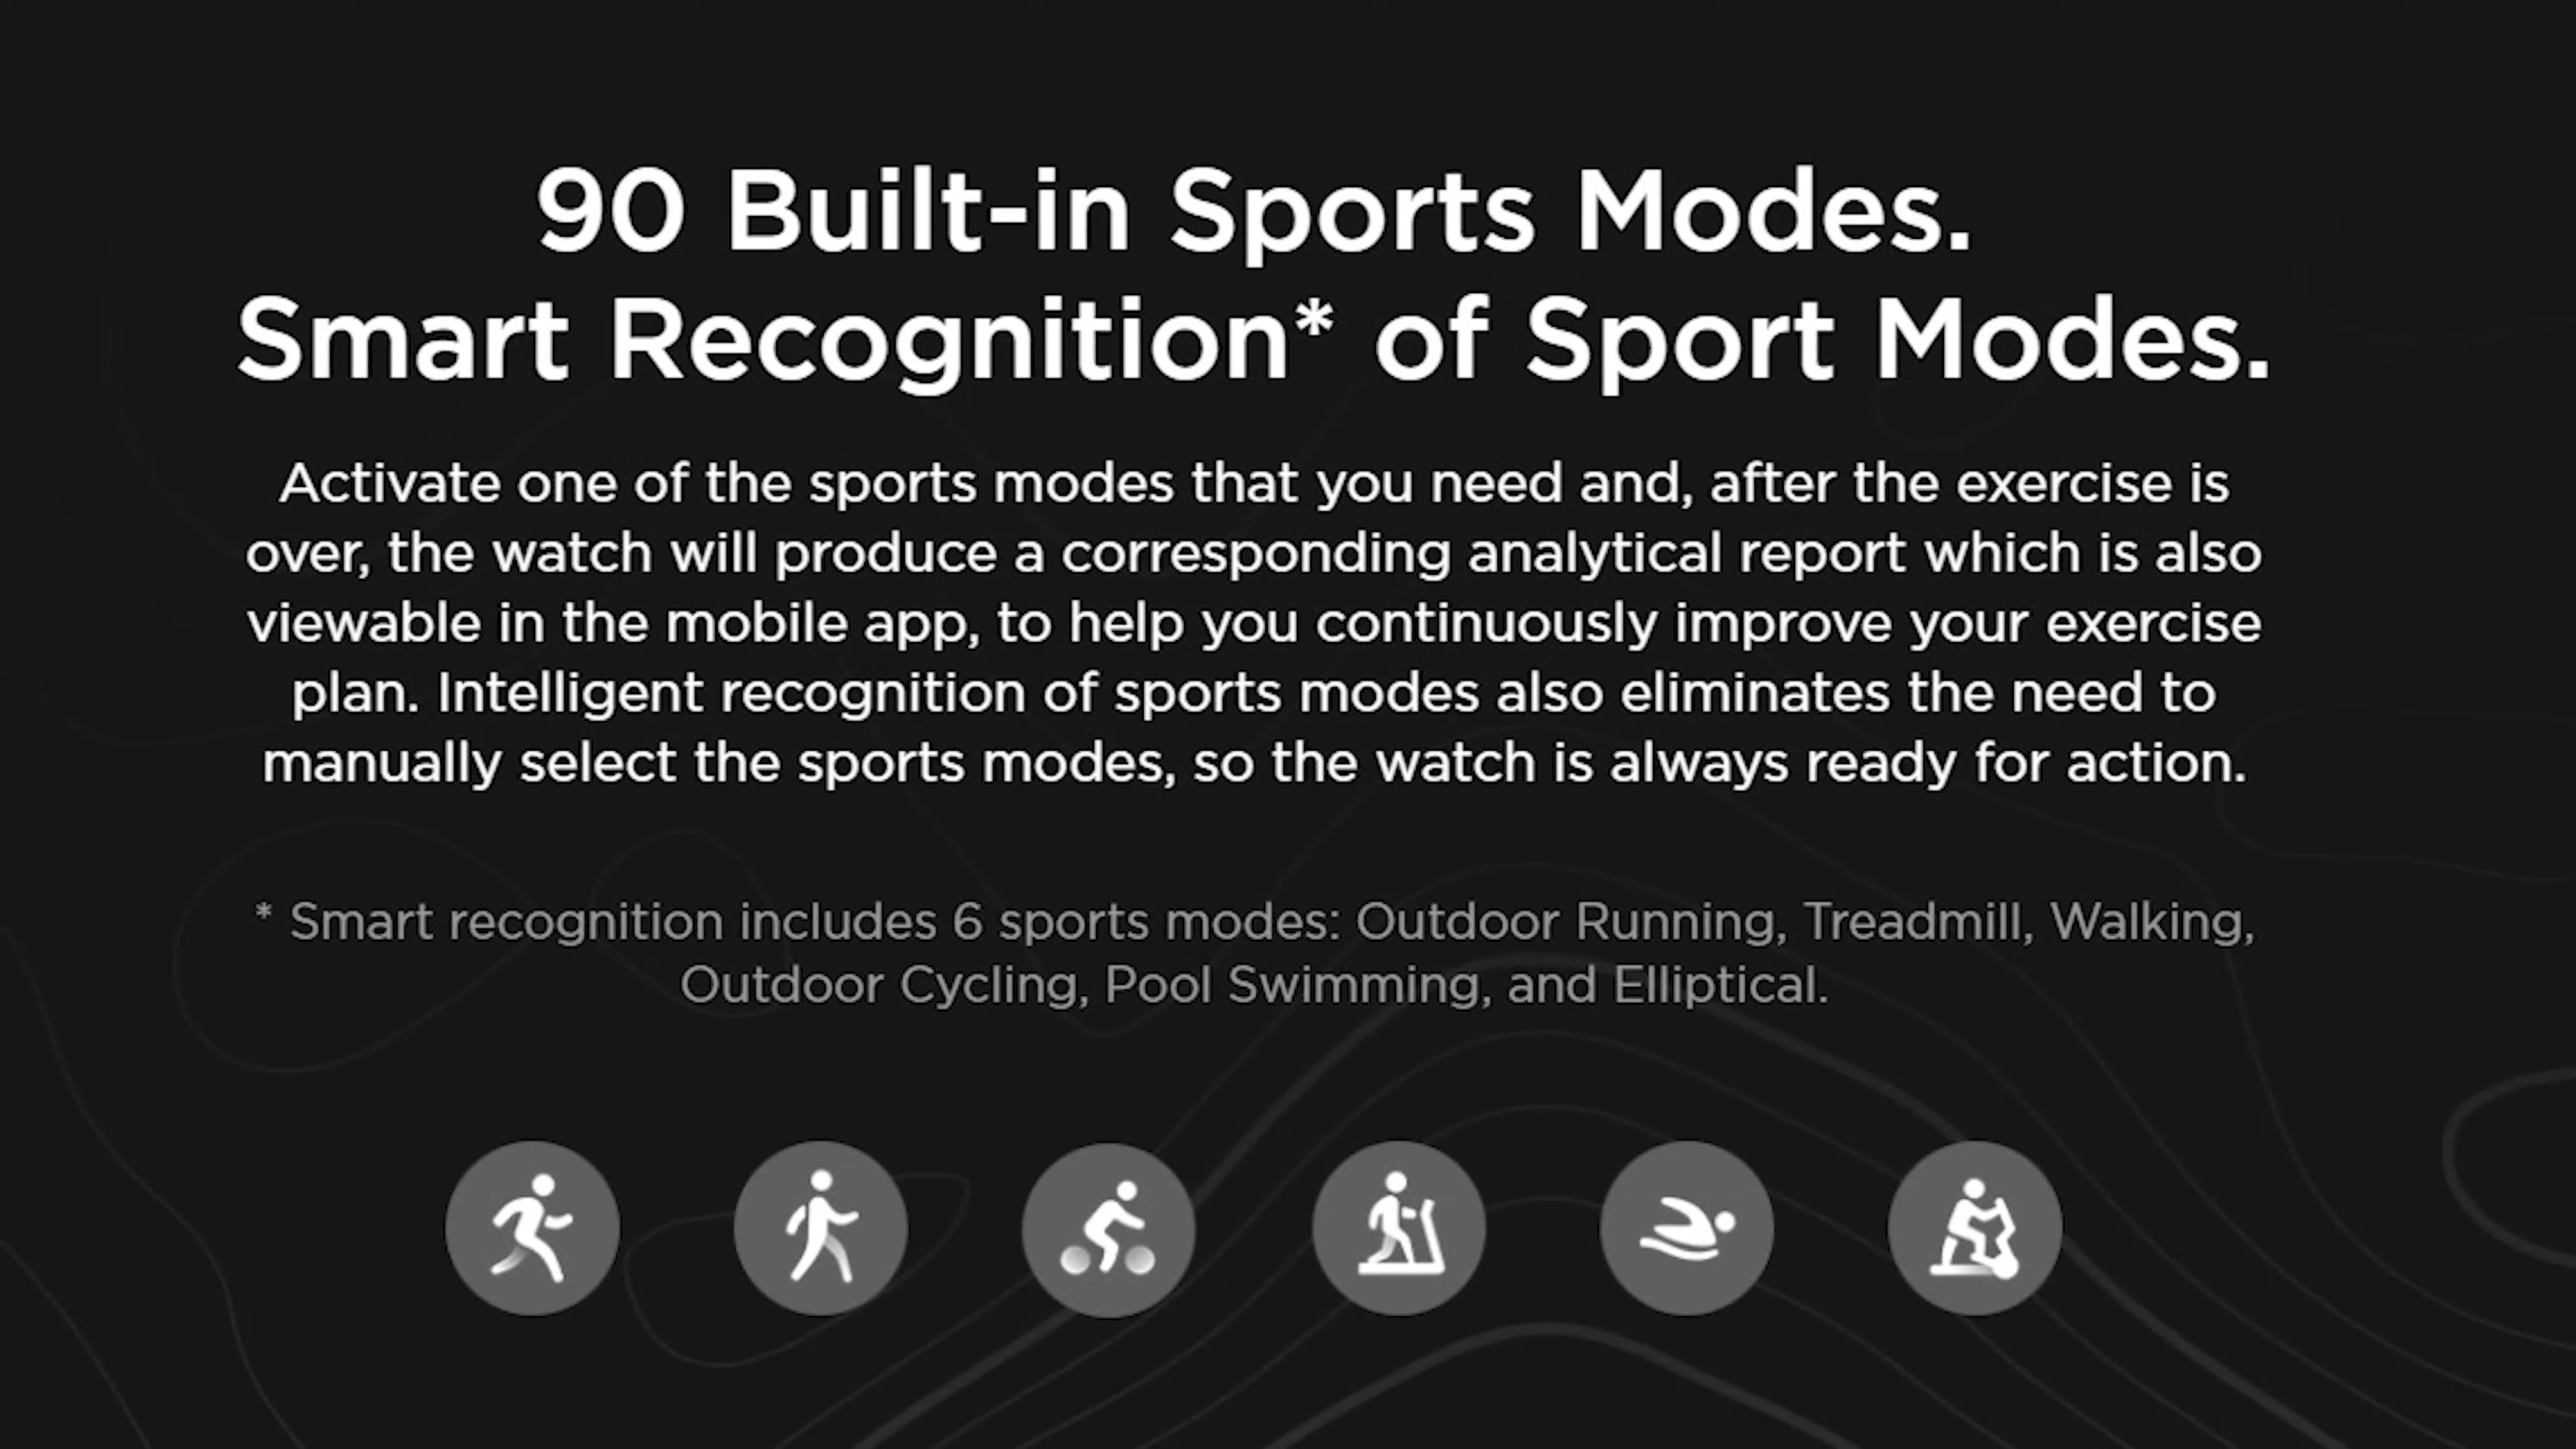 90 Built-in Sports Modes.
Smart Recognition* of Sport Modes.
Activate one of the sports modes that you need and, after the exercise is
over, the watch will produce a corresponding analytical report which is also
viewable in the mobile app, to help you continuously improve your exercise
plan. Intelligent recognition of sports modes also eliminates the need to
manually select the sports modes, so the watch is always ready for action.
* Smart recognition includes 6 sports modes: Outdoor Running, Treadmill, Walking,
Outdoor Cycling, Pool Swimming, and Elliptical.